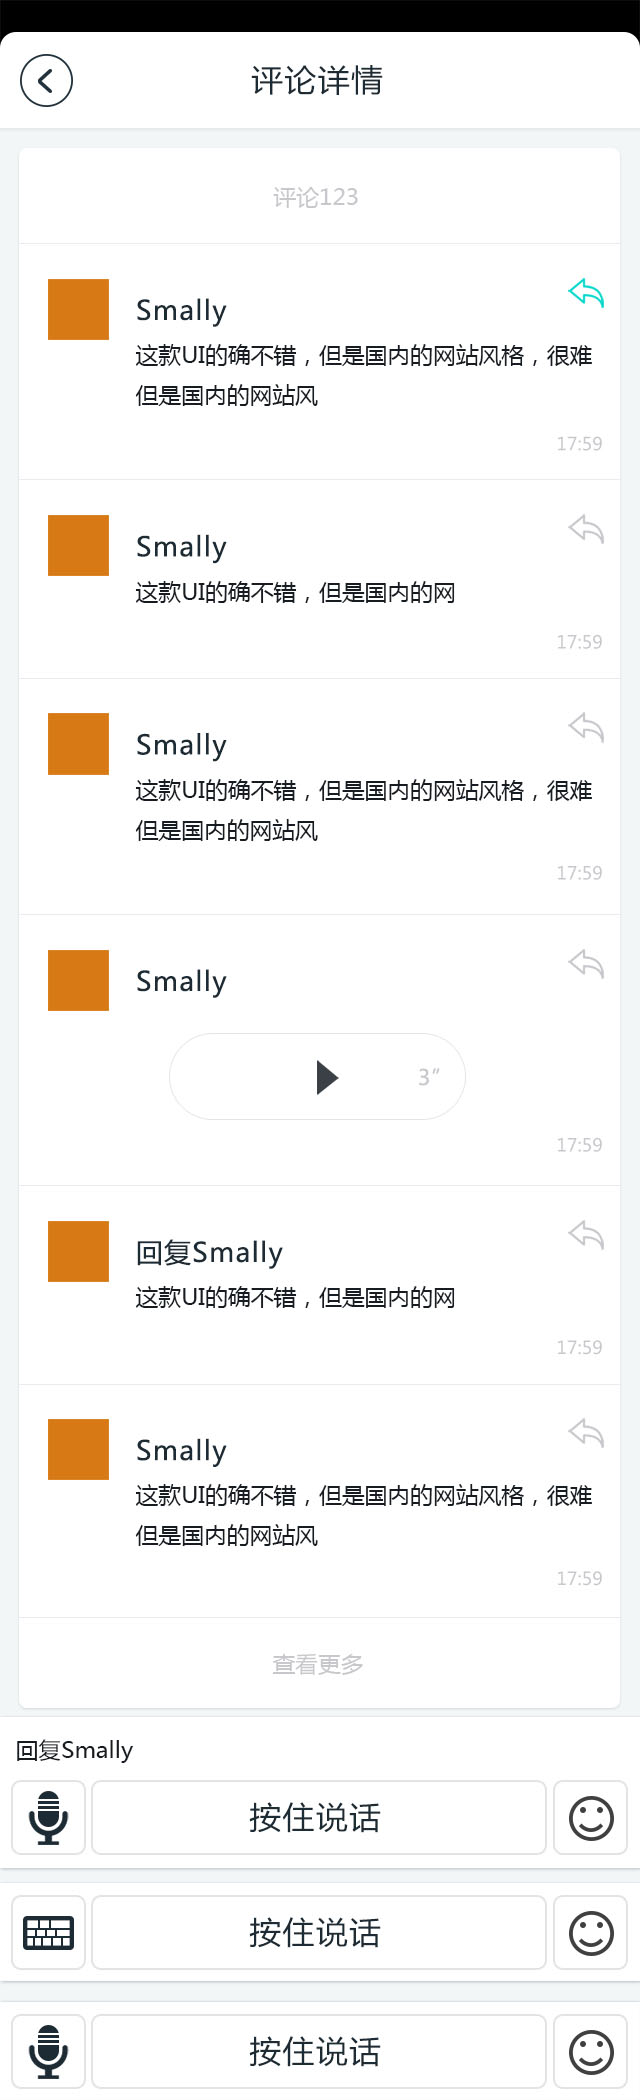 评论详情
评论123
Smally
这款UI的确不错，但是国内的网站风格，很难
但是国内的网站风
17:59
Smally
这款UI的确不错，但是国内的网
17:59
Smally
这款UI的确不错，但是国内的网站风格，很难
但是国内的网站风
17:59
Smally
3″
17:59
回复Smally
这款UI的确不错，但是国内的网
17:59
Smally
这款UI的确不错，但是国内的网站风格，很难
但是国内的网站风
17:59
查看更多
回复Smally
按住说话
按住说话
按住说话